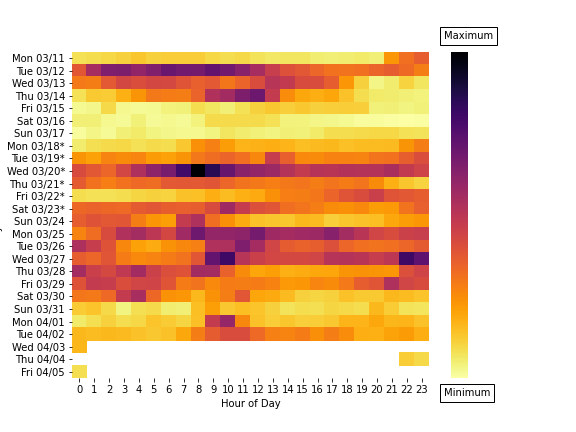 Maximum
Mon 03/11
Tue 03/12
Wed 03/13
Thu 03/14
Fri 03/15
Sat 03/16
Sun 03/17
Mon 03/18*
Tue 03/19*
Wed 03/20*
Thu 03/21*
Fri 03/22*
Sat 03/23*
Sun 03/24
Mon 03/25
Tue 03/26
Wed 03/27
Thu 03/28
Fri 03/29
Sat 03/30
Sun 03/31
Mon 04/01
Tue 04/02
Wed 04/03
Thu 04/04
Fri 04/05
0 1 2 3 4 5 6 7 8 9 10 11 12 13 14 15 16 17 18 19 20 21 22 23
Hour of Day
Minimum